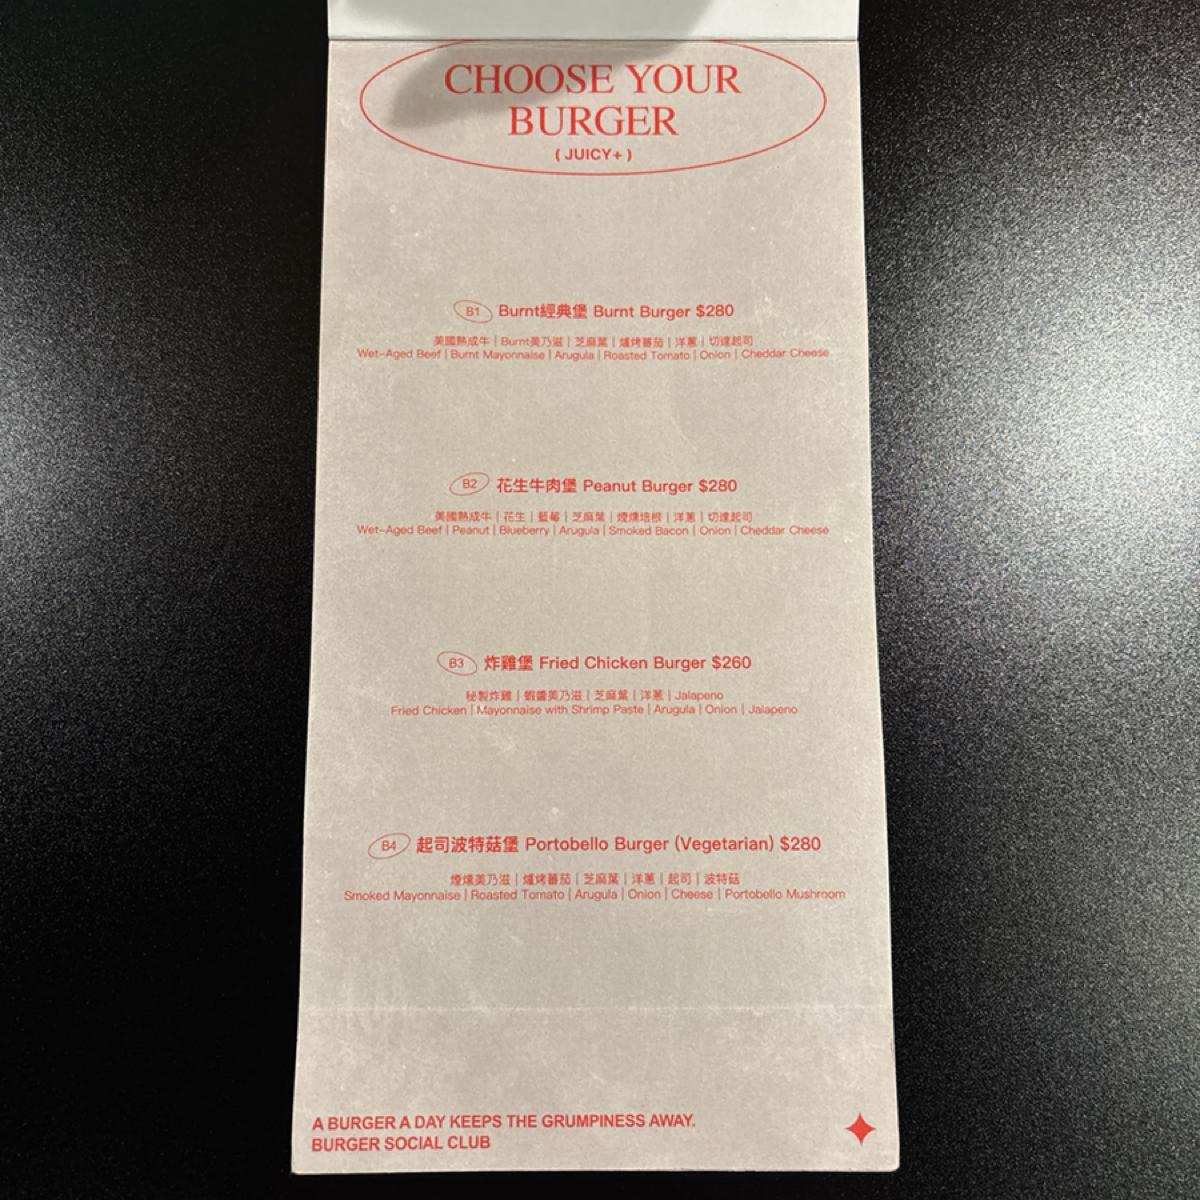 CHOOSE YOUR
BURGER
( JUICY+ )
B1 Burnt經典堡 Burnt Burger $280
美國熟成牛 | Burnt美乃滋 | 芝麻葉 | 爐烤蕃茄 | 洋蔥 | 切達起司
Wet-Aged Beef | Burnt Mayonnaise | Arugula | Roasted Tomato | Onion | Cheddar Cheese
B2 花生牛肉堡 Peanut Burger $280
美國熟成牛 | 花生 | 藍莓 | 芝麻葉 | 煙燻培根 | 洋蔥 | 切達起司
Wet-Aged Beef | Peanut | Blueberry | Arugula | Smoked Bacon | Onion | Cheddar Cheese
B3 炸雞堡 Fried Chicken Burger $260
秘製炸雞 | 蝦醬美乃滋 | 芝麻葉 | 洋蔥 | Jalapeno
Fried Chicken | Mayonnaise with Shrimp Paste | Arugula | Onion | Jalapeno
B4 起司波特菇堡 Portobello Burger (Vegetarian) $280
煙燻美乃滋 | 爐烤蕃茄 | 芝麻葉 | 洋蔥 | 起司 | 波特菇
Smoked Mayonnaise | Roasted Tomato | Arugula | Onion | Cheese | Portobello Mushroom
A BURGER A DAY KEEPS THE GRUMPINESS AWAY.
BURGER SOCIAL CLUB